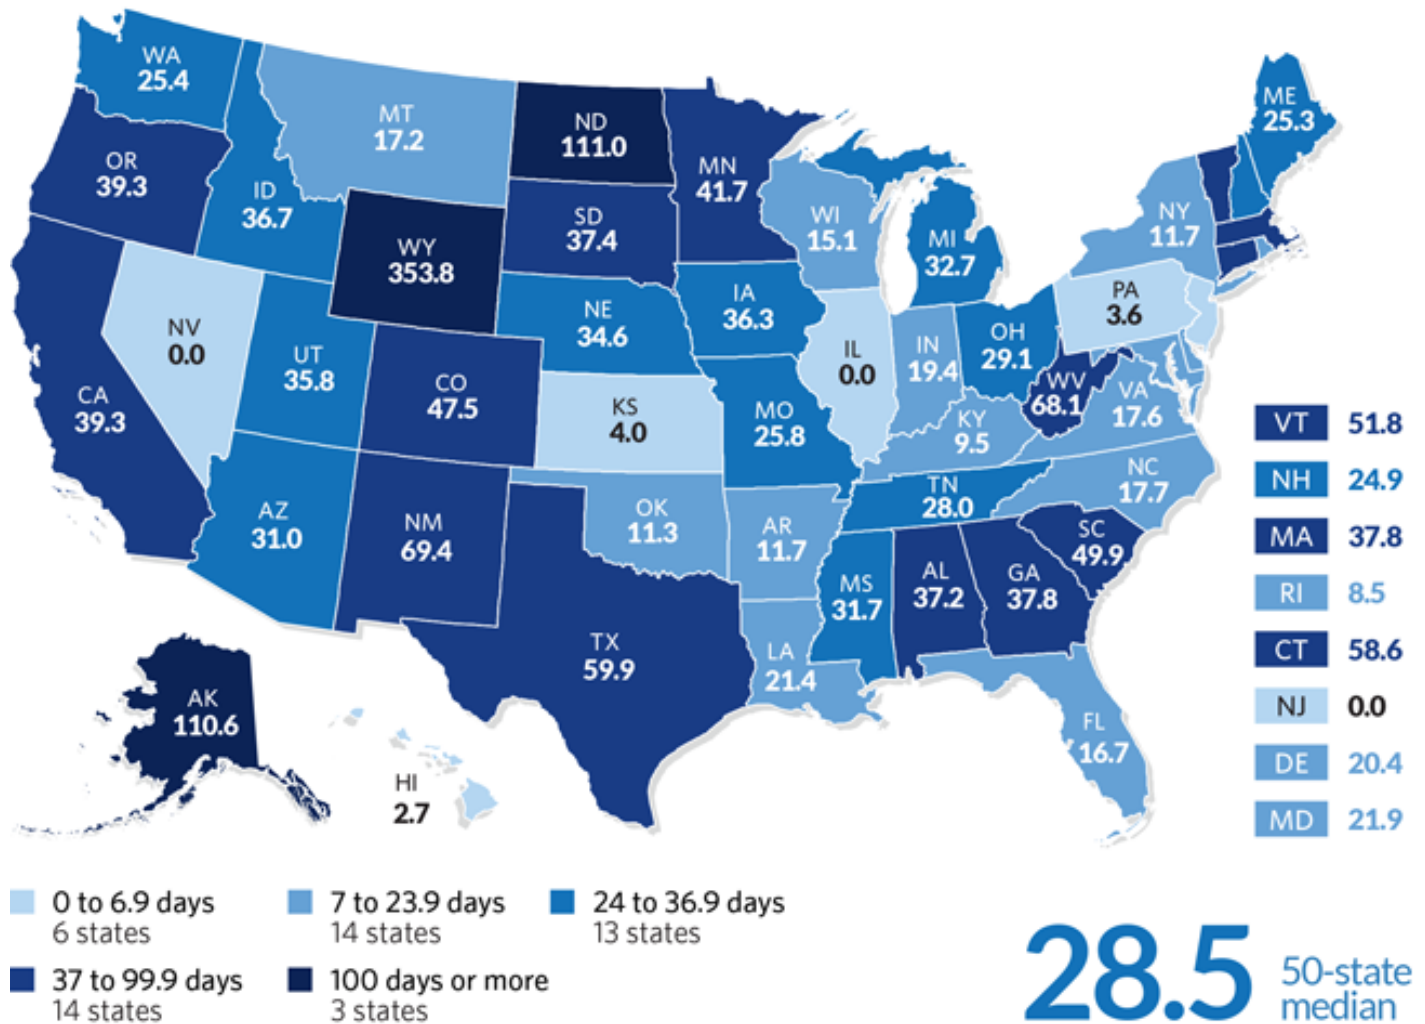 WA
25.4
MT
17.2
ND
111.0
MN
41.7
ME
25.3
OR
39.3
ID
36.7
SD
37.4
WI
15.1
NY
11.7
WY
353.8
MI
32.7
NV
0.0
NE
34.6
IA
36.3
PA
3.6
UT
35.8
CO
47.5
IL
0.0
IN
19.4
OH
29.1
CA
39.3
KS
4.0
MO
25.8
WV
68.1
VA
17.6
KY
9.5
NC
17.7
AZ
31.0
NM
69.4
OK
11.3
AR
11.7
TN
28.0
SC
49.9
MS
31.7
AL
37.2
GA
37.8
TX
59.9
LA
21.4
FL
16.7
AK
110.6
HI
2.7
VT 51.8
NH 24.9
MA 37.8
RI 8.5
CT 58.6
NJ 0.0
DE 20.4
MD 21.9
0 to 6.9 days
6 states
7 to 23.9 days
14 states
24 to 36.9 days
13 states
37 to 99.9 days
14 states
100 days or more
3 states
28.5
50-state
median